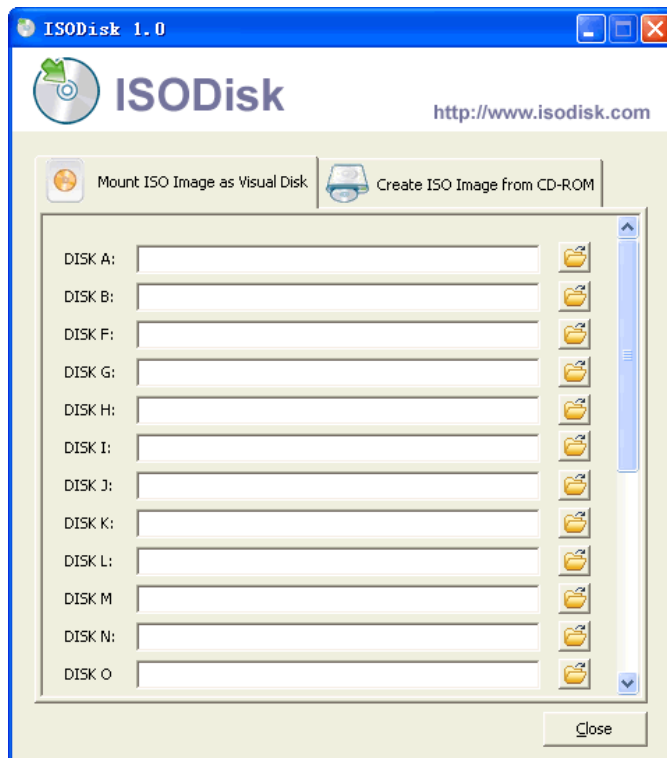 ISODisk 1.0
ISODisk
http://www.isodisk.com
Mount ISO Image as Visual Disk
Create ISO Image from CD-ROM
DISK A:
DISK B:
DISK F:
DISK G:
DISK H:
DISK I:
DISK J:
DISK K:
DISK L:
DISK M
DISK N:
DISK O
Close